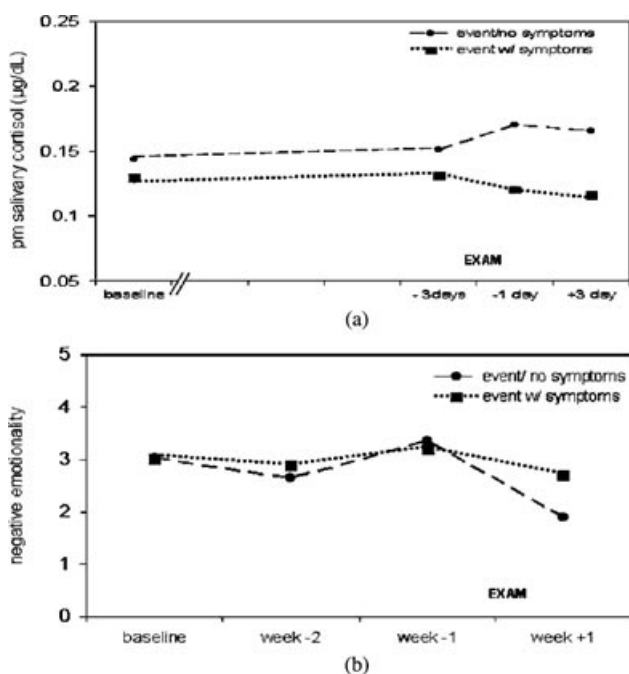 0.25
event/no symptoms
event w/ symptoms
0.2
0.15
0.1
EXAM
0.05
baseline -3days -1 day +3 day
pm salivary cortisol (µg/dL)
(a)
5
event/ no symptoms
event w/ symptoms
4
3
2
1
EXAM
0
baseline week -2 week -1 week +1
negative emotionality
(b)